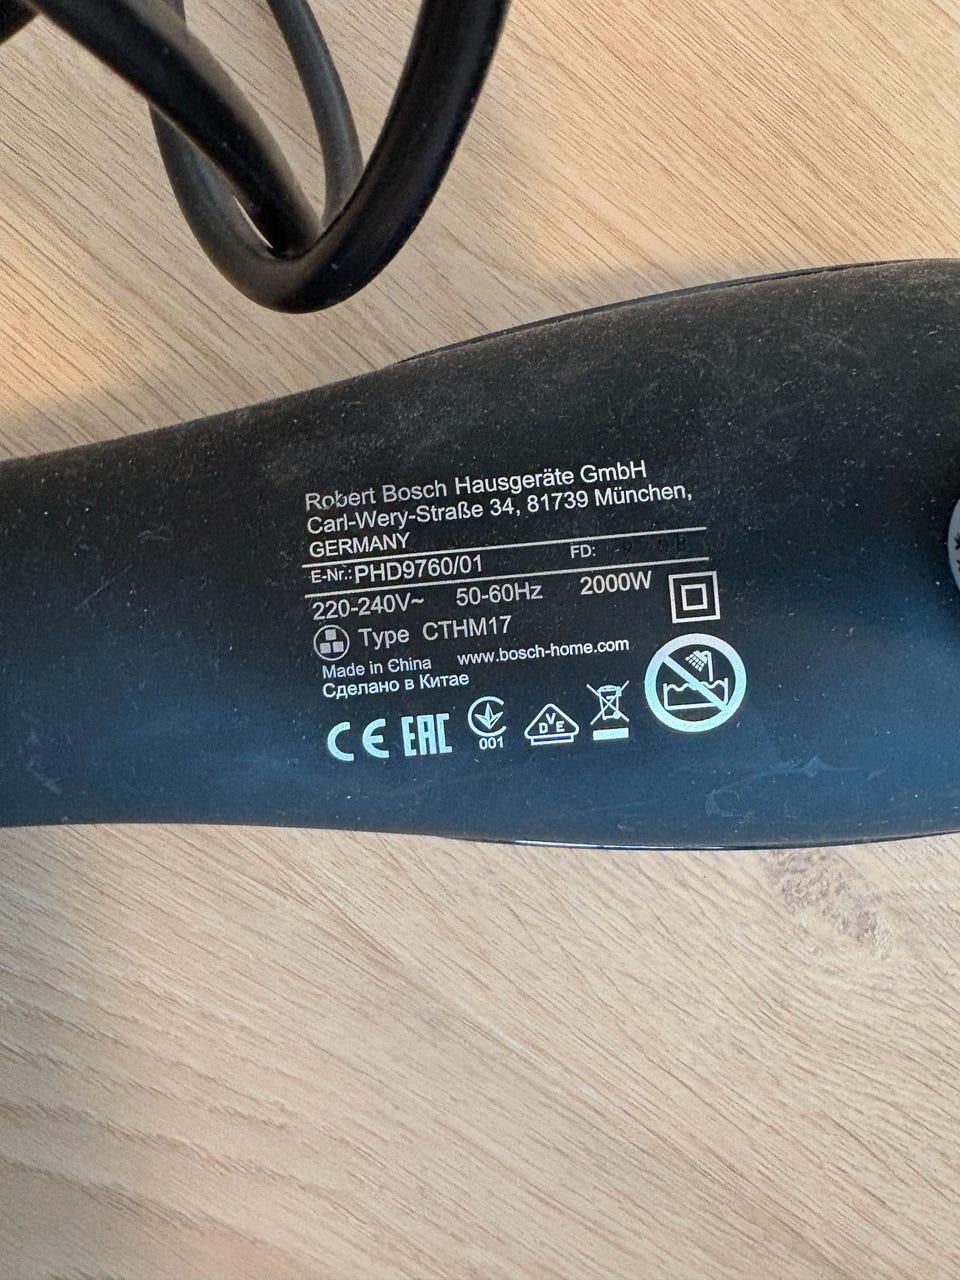 Robert Bosch Hausgeräte GmbH
Carl-Wery-Straße 34, 81739 München,
GERMANY
E-Nr.: PHD9760/01 FD:
220-240V~ 50-60Hz 2000W
Type CTHM17
Made in China www.bosch-home.com
Сделано в Китае
CE EAC 001 DVE